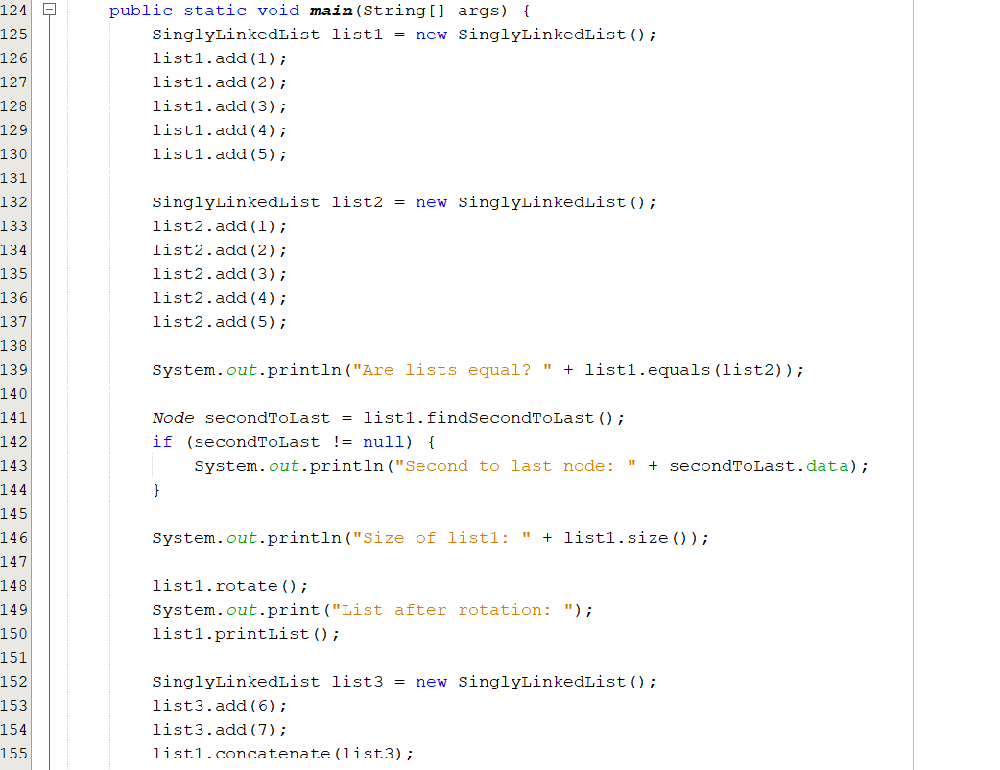 124 public static void main(String[] args) {
125 SinglyLinkedList list1 = new SinglyLinkedList();
126 list1.add(1);
127 list1.add(2);
128 list1.add(3);
129 list1.add(4);
130 list1.add(5);
131
132 SinglyLinkedList list2 = new SinglyLinkedList();
133 list2.add(1);
134 list2.add(2);
135 list2.add(3);
136 list2.add(4);
137 list2.add(5);
138
139 System.out.println("Are lists equal? " + list1.equals(list2));
140
141 Node secondToLast = list1.findSecondToLast();
142 if (secondToLast != null) {
143 System.out.println("Second to last node: " + secondToLast.data);
144 }
145
146 System.out.println("Size of list1: " + list1.size());
147
148 list1.rotate();
149 System.out.print("List after rotation: ");
150 list1.printList();
151
152 SinglyLinkedList list3 = new SinglyLinkedList();
153 list3.add(6);
154 list3.add(7);
155 list1.concatenate(list3);